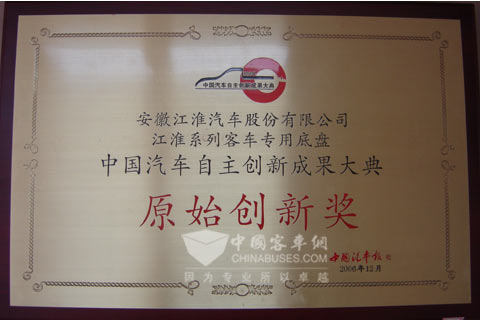 中国汽车自主创新成果大典
安徽江淮汽车股份有限公司
江淮系列客车专用底盘
中国汽车自主创新成果大典
原始创新奖
中國客車網
CHINABUSES.COM
因为专业所以卓越
中国汽车报社
2006年12月